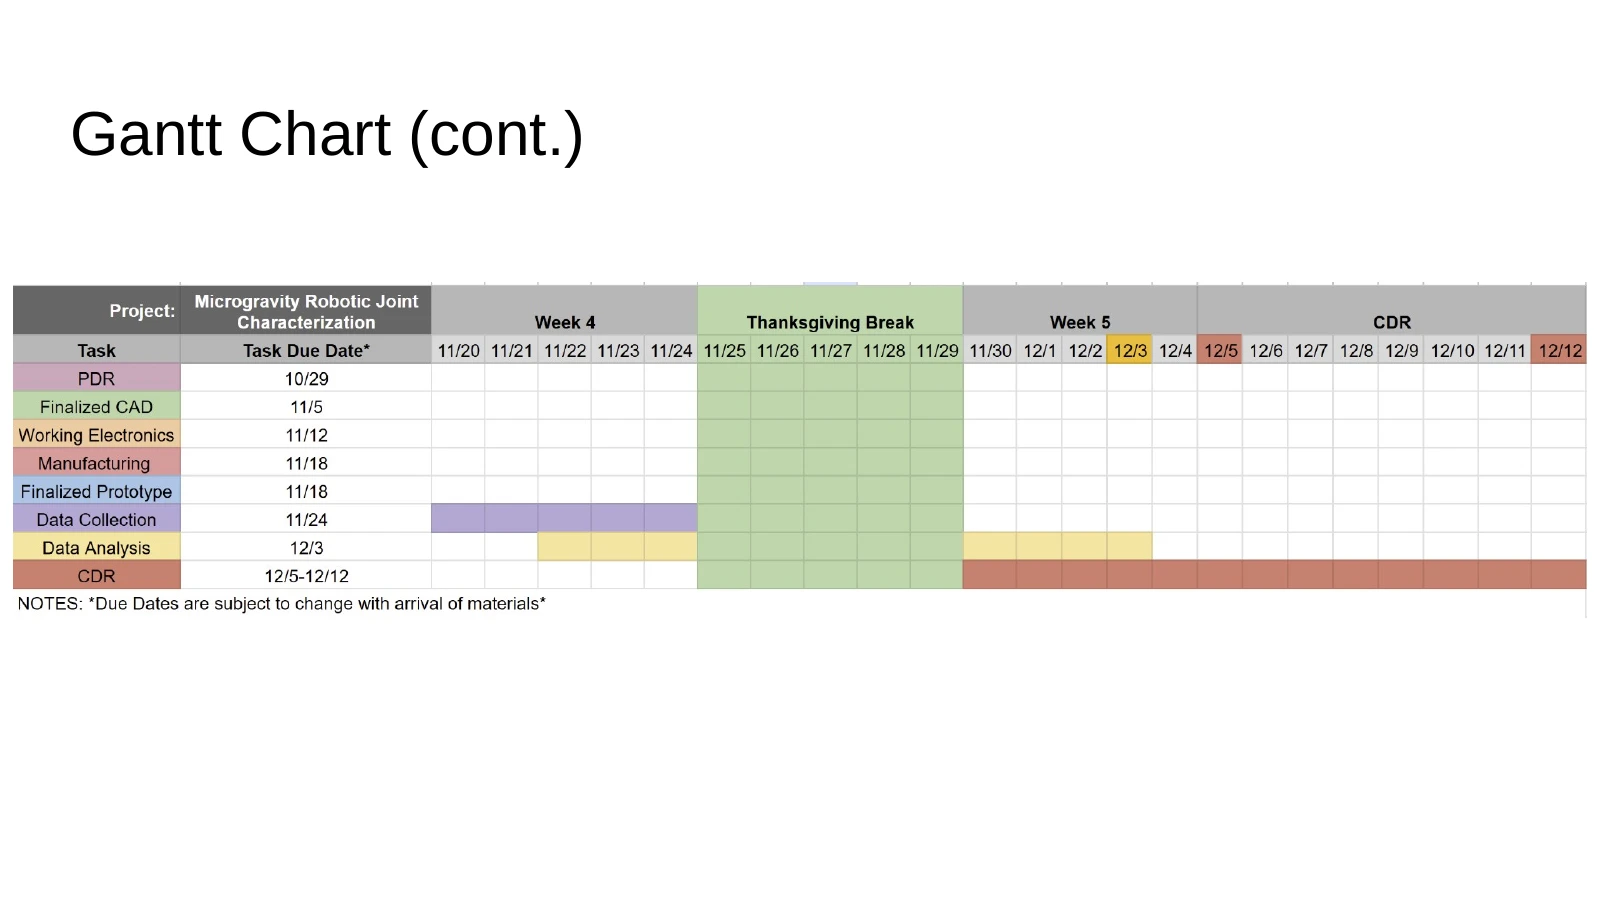 Gantt Chart (cont.)
Project: Microgravity Robotic Joint
Characterization Week 4 Thanksgiving Break Week 5 CDR
Task Task Due Date* 11/20 11/21 11/22 11/23 11/24 11/25 11/26 11/27 11/28 11/29 11/30 12/1 12/2 12/3 12/4 12/5 12/6 12/7 12/8 12/9 12/10 12/11 12/12
PDR 10/29
Finalized CAD 11/5
Working Electronics 11/12
Manufacturing 11/18
Finalized Prototype 11/18
Data Collection 11/24
Data Analysis 12/3
CDR 12/5-12/12
NOTES: *Due Dates are subject to change with arrival of materials*